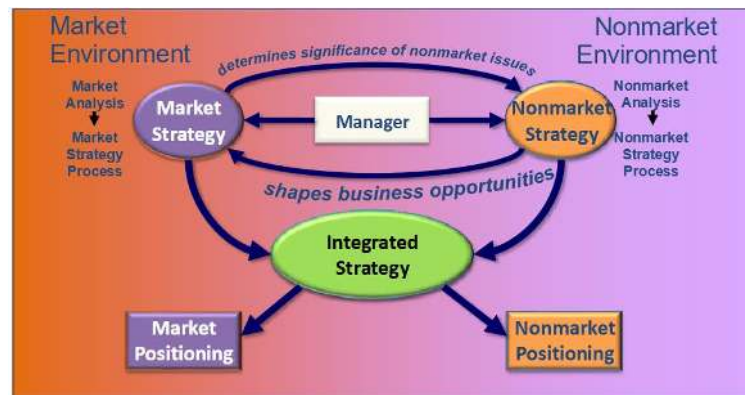 Market
Environment
Nonmarket
Environment
determines significance of nonmarket issues
Market
Analysis
Market
Strategy
Process
Market
Strategy
Manager
Nonmarket
Strategy
Nonmarket
Analysis
Nonmarket
Strategy
Process
shapes business opportunities
Integrated
Strategy
Market
Positioning
Nonmarket
Positioning